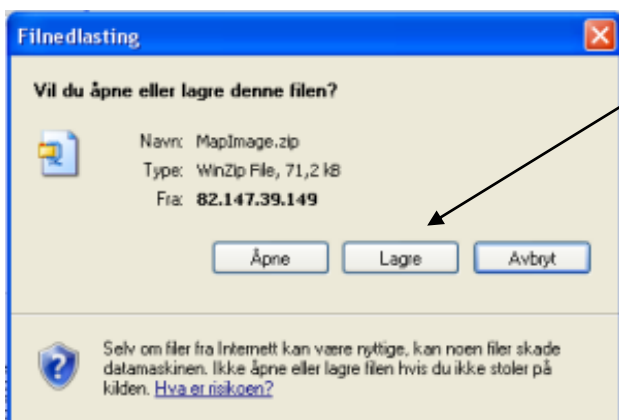 Filnedlasting
Vil du åpne eller lagre denne filen?
Navn: MapImage.zip
Type: WinZip File, 71,2 kB
Fra: 82.147.39.149
Åpne Lagre Avbryt
Selv om filer fra Internett kan være nyttige, kan noen filer skade
datamaskinen. Ikke åpne eller lagre filen hvis du ikke stoler på
kilden. Hva er risikoen?